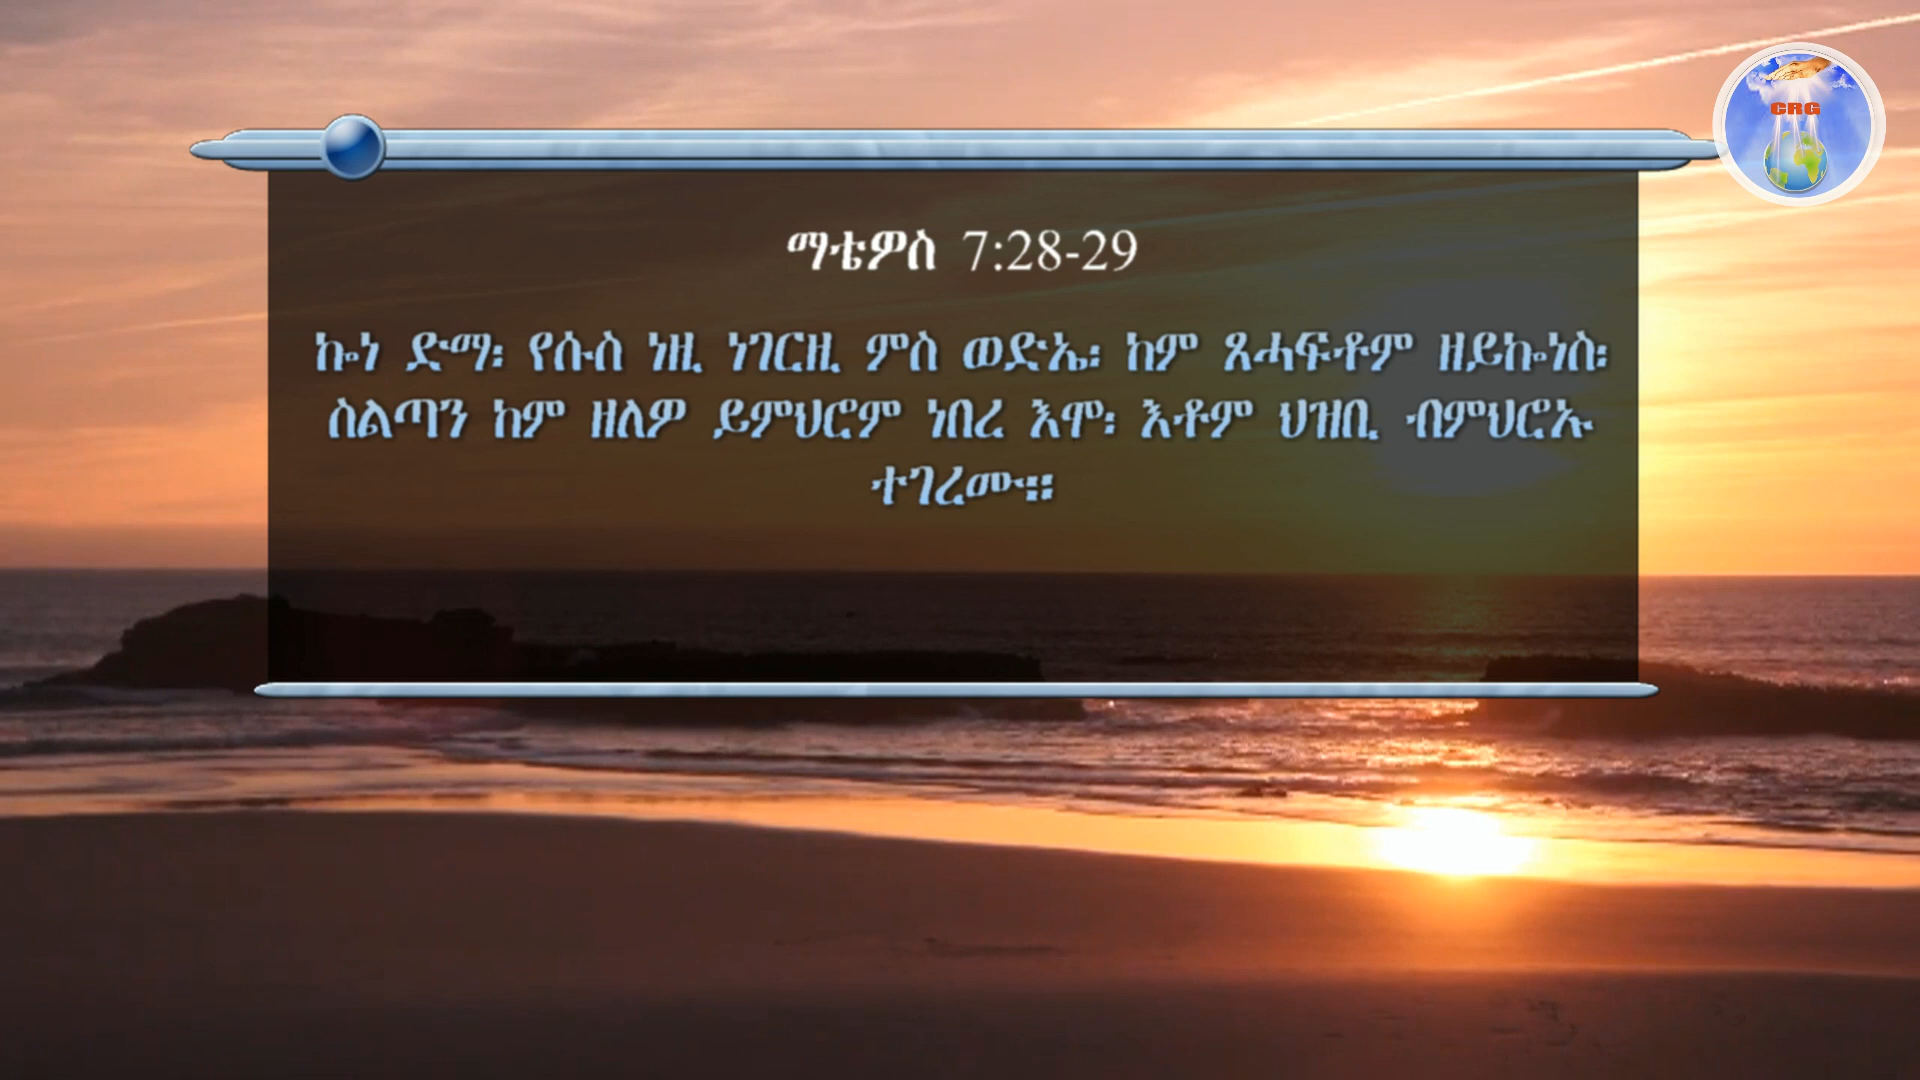 CRG
ማቴዎስ 7:28-29
ኰነ ድማ፡ የሱስ ነዚ ነገርዚ ምስ ወድኤ፡ ከም ጸሓፍቶም ዘይኰነስ፡
ስልጣን ከም ዘለዎ ይምህሮም ነበረ እሞ፡ እቶም ህዝቢ ብምህሮኡ
ተገረሙ።